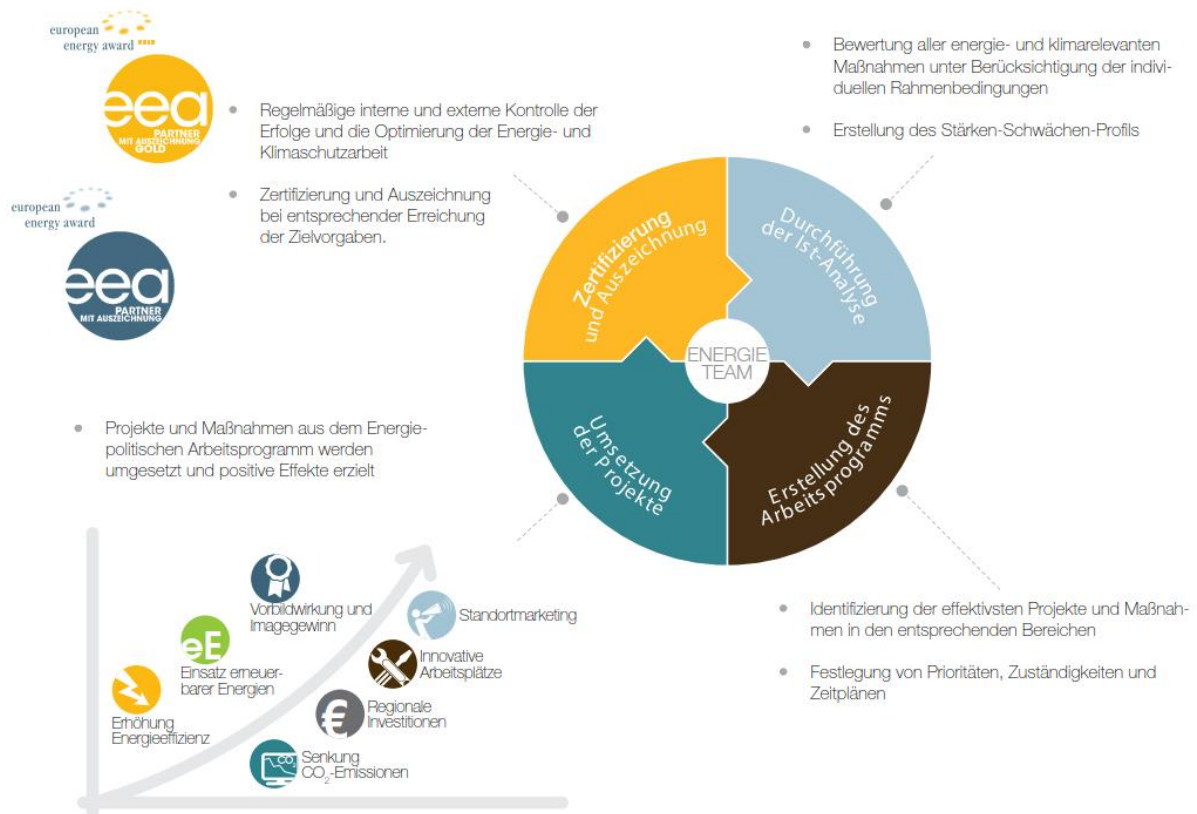 european
energy award
eea
PARTNER
MIT AUSZEICHNUNG
GOLD
Regelmäßige interne und externe Kontrolle der
Erfolge und die Optimierung der Energie- und
Klimaschutzarbeit
Zertifizierung und Auszeichnung
bei entsprechender Erreichung
der Zielvorgaben.
european
energy award
eea
PARTNER
MIT AUSZEICHNUNG
Bewertung aller energie- und klimarelevanten
Maßnahmen unter Berücksichtigung der indivi-
duellen Rahmenbedingungen
Erstellung des Stärken-Schwächen-Profils
Zertifizierung
und Auszeichnung
Durchführung
der Ist-Analyse
ENERGIE
TEAM
Umsetzung
der Projekte
Erstellung des
Arbeitsprogramms
Projekte und Maßnahmen aus dem Energie-
politischen Arbeitsprogramm werden
umgesetzt und positive Effekte erzielt
Identifizierung der effektivsten Projekte und Maßnah-
men in den entsprechenden Bereichen
Festlegung von Prioritäten, Zuständigkeiten und
Zeitplänen
Vorbildwirkung und
Imagegewinn
Standortmarketing
eE
Einsatz erneuer-
barer Energien
Innovative
Arbeitsplätze
Erhöhung
Energieeffizienz
€
Regionale
Investitionen
CO2
Senkung
CO₂-Emissionen